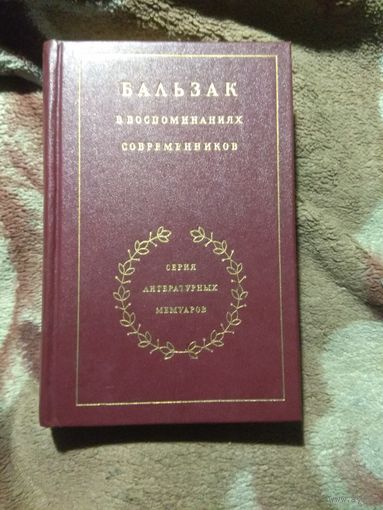 БАЛЬЗАК
В ВОСПОМИНАНИЯХ
СОВРЕМЕННИКОВ
СЕРИЯ
ЛИТЕРАТУРНЫХ
МЕМУАРОВ